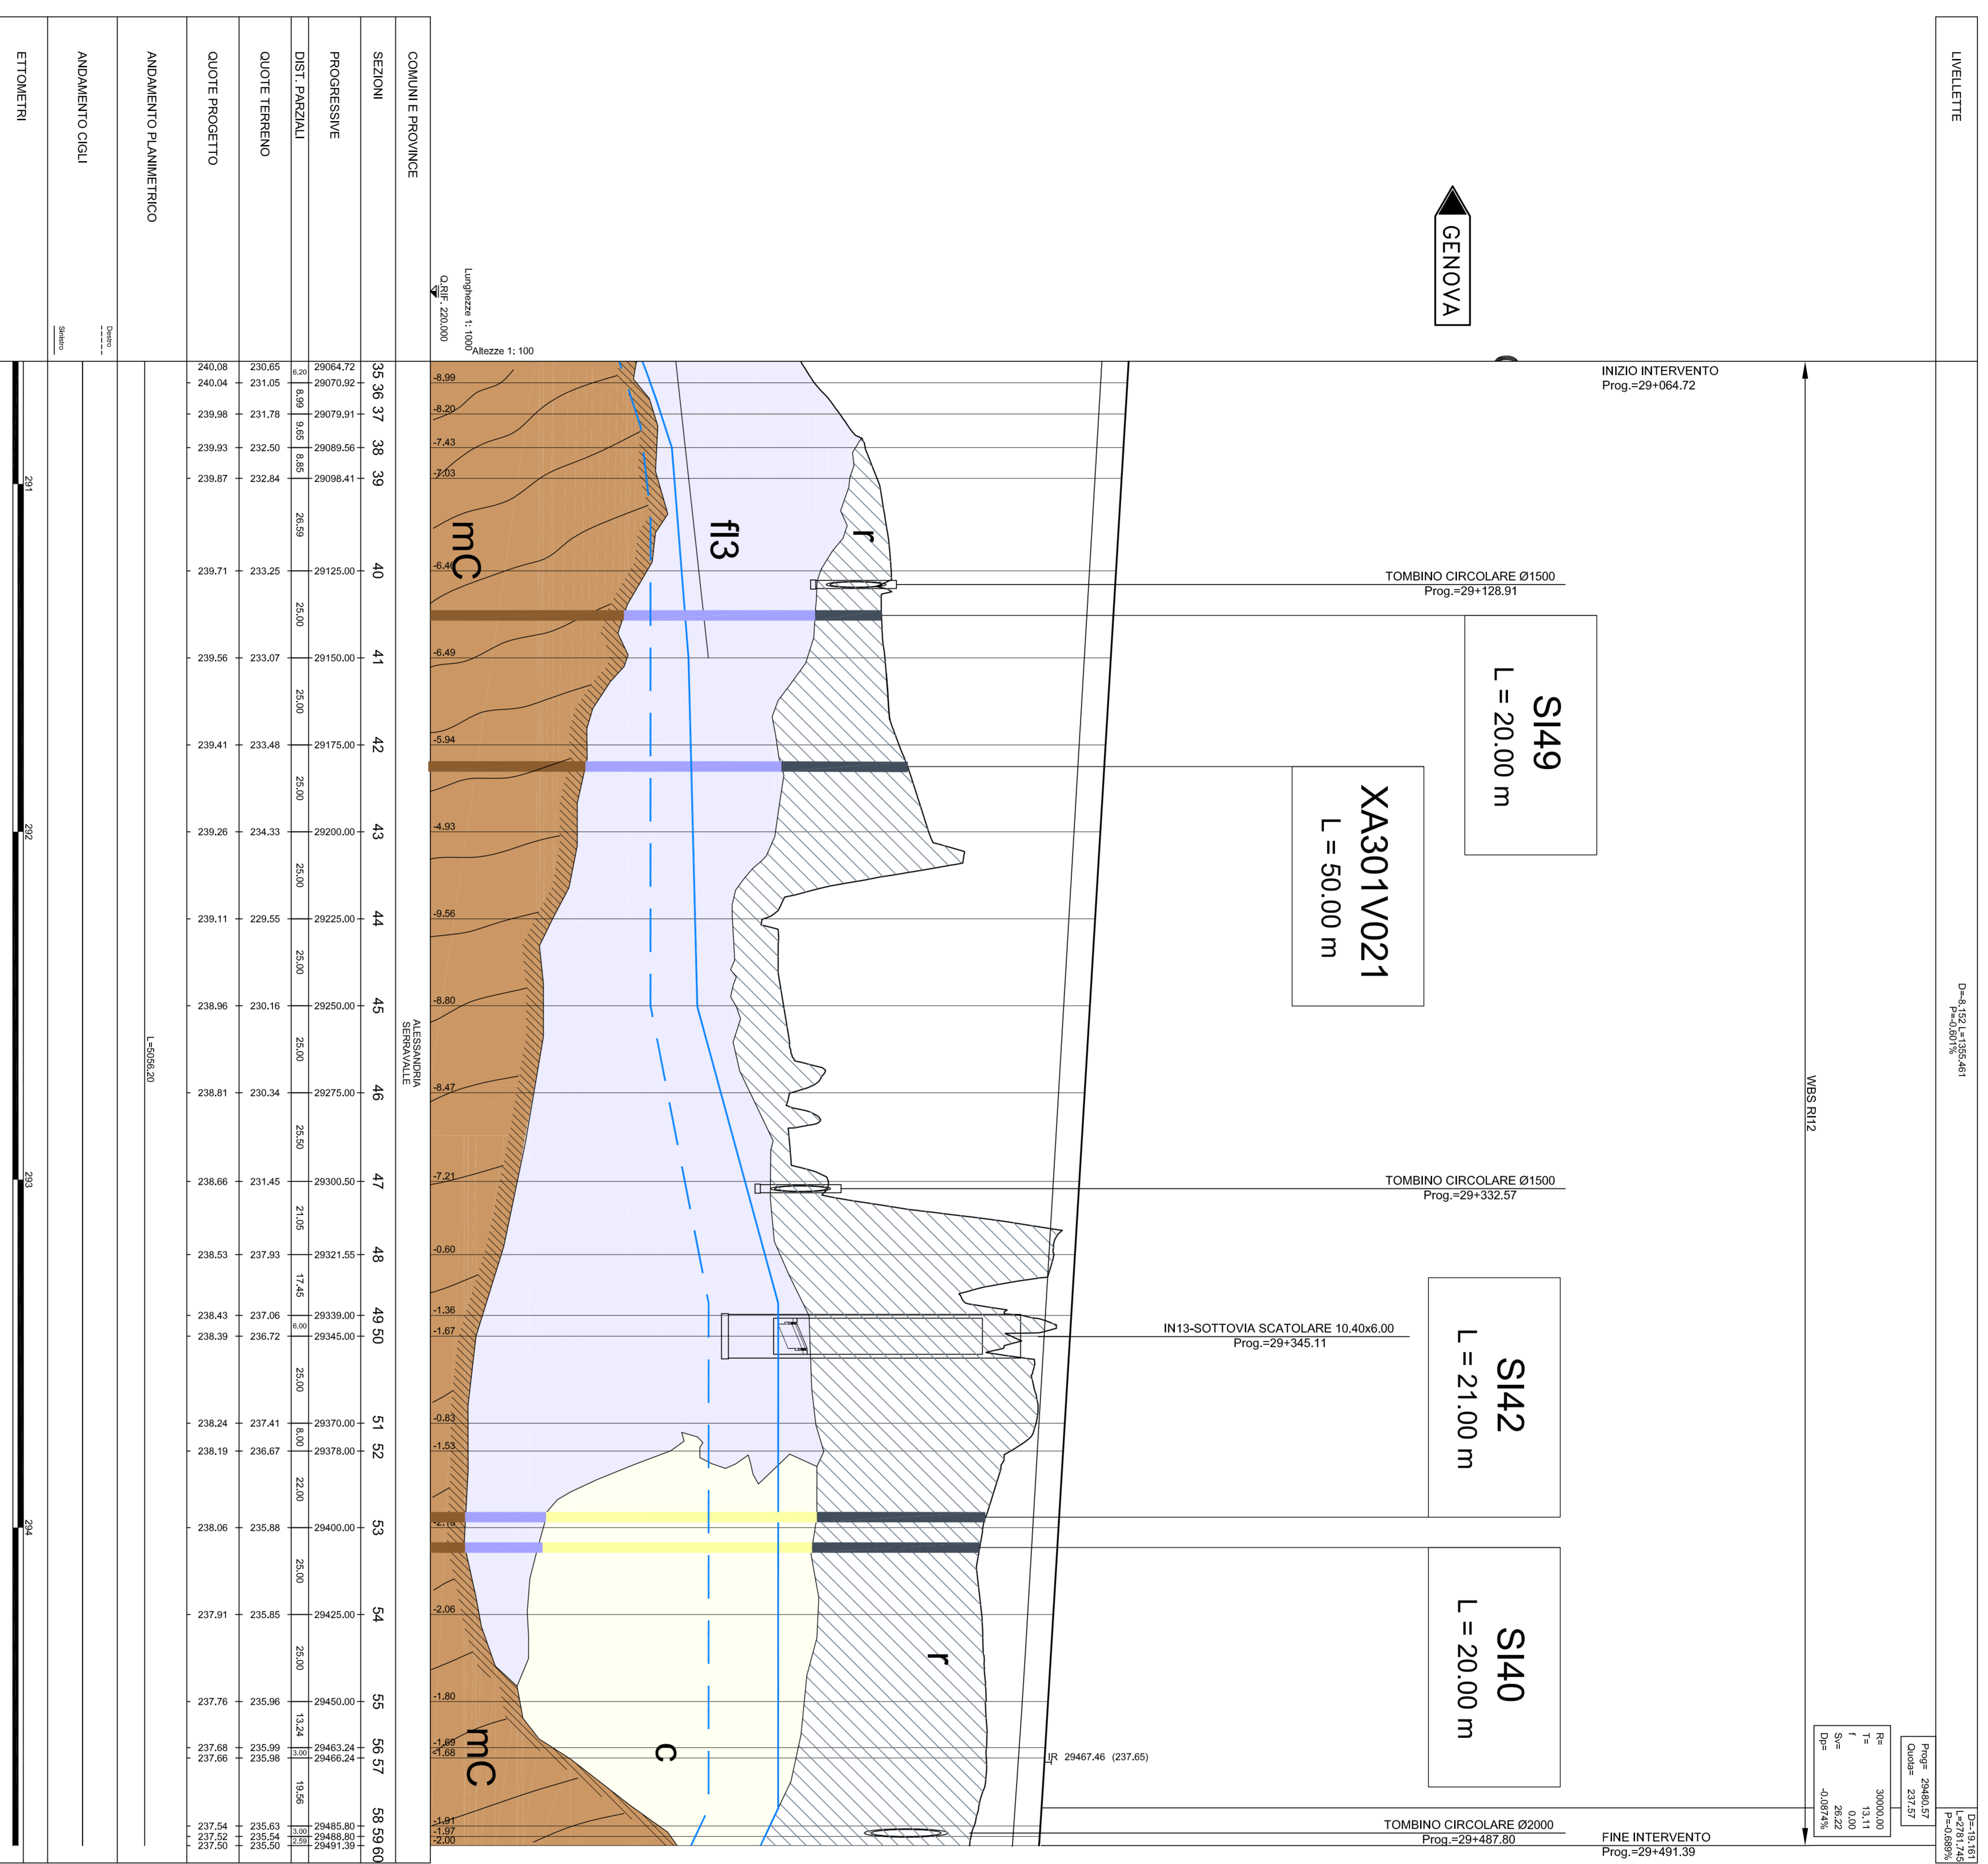 LIVELLETTE
D=-8.152 L=1355.461
P=-0.601%
D=-19.161
L=2781.745
P=-0.689%
Prog= 29480.57
Quota= 237.57
R= 30000.00
T= 13.11
f 0.00
Sv= 26.22
Dp= -0.0874%
WBS RI12
INIZIO INTERVENTO
Prog.=29+064.72
FINE INTERVENTO
Prog.=29+491.39
GENOVA
TOMBINO CIRCOLARE Ø1500
Prog.=29+128.91
SI49
L = 20.00 m
XA301V021
L = 50.00 m
TOMBINO CIRCOLARE Ø1500
Prog.=29+332.57
IN13-SOTTOVIA SCATOLARE 10.40x6.00
Prog.=29+345.11
SI42
L = 21.00 m
SI40
L = 20.00 m
IR 29467.46 (237.65)
TOMBINO CIRCOLARE Ø2000
Prog.=29+487.80
r
fl3
mC
r
c
mC
Altezze 1: 100
Lunghezze 1: 1000
Q.RIF. 220.000
-8.99
-8.20
-7.43
-7.03
-6.46
-6.49
-5.94
-4.93
-9.56
-8.80
-8.47
-7.21
-0.60
-1.36
-1.67
-0.83
-1.53
-2.06
-1.80
-1.69
-1.68
-1.91
-1.97
-2.00
COMUNI E PROVINCE
ALESSANDRIA
SERRAVALLE
SEZIONI
35 36 37 38 39 40 41 42 43 44 45 46 47 48 49 50 51 52 53 54 55 56 57 58 59 60
PROGRESSIVE
29064.72 29070.92 29079.91 29089.56 29098.41 29125.00 29150.00 29175.00 29200.00 29225.00 29250.00 29275.00 29300.50 29321.55 29339.00 29345.00 29370.00 29378.00 29400.00 29425.00 29450.00 29463.24 29466.24 29485.80 29488.80 29491.39
DIST. PARZIALI
6.20 8.99 9.65 8.85 26.59 25.00 25.00 25.00 25.00 25.00 25.00 25.50 21.05 17.45 6.00 25.00 8.00 22.00 25.00 25.00 13.24 3.00 19.56 3.00 2.59
QUOTE TERRENO
230.65 231.05 231.78 232.50 232.84 233.25 233.07 233.48 234.33 229.55 230.16 230.34 231.45 237.93 237.06 236.72 237.41 236.67 235.88 235.85 235.96 235.99 235.98 235.63 235.54 235.50
QUOTE PROGETTO
240.08 240.04 239.98 239.93 239.87 239.71 239.56 239.41 239.26 239.11 238.96 238.81 238.66 238.53 238.43 238.39 238.24 238.19 238.06 237.91 237.76 237.68 237.66 237.54 237.52 237.50
ANDAMENTO PLANIMETRICO
L=5056.20
ANDAMENTO CIGLI
Destro
Sinistro
ETTOMETRI
291 292 293 294